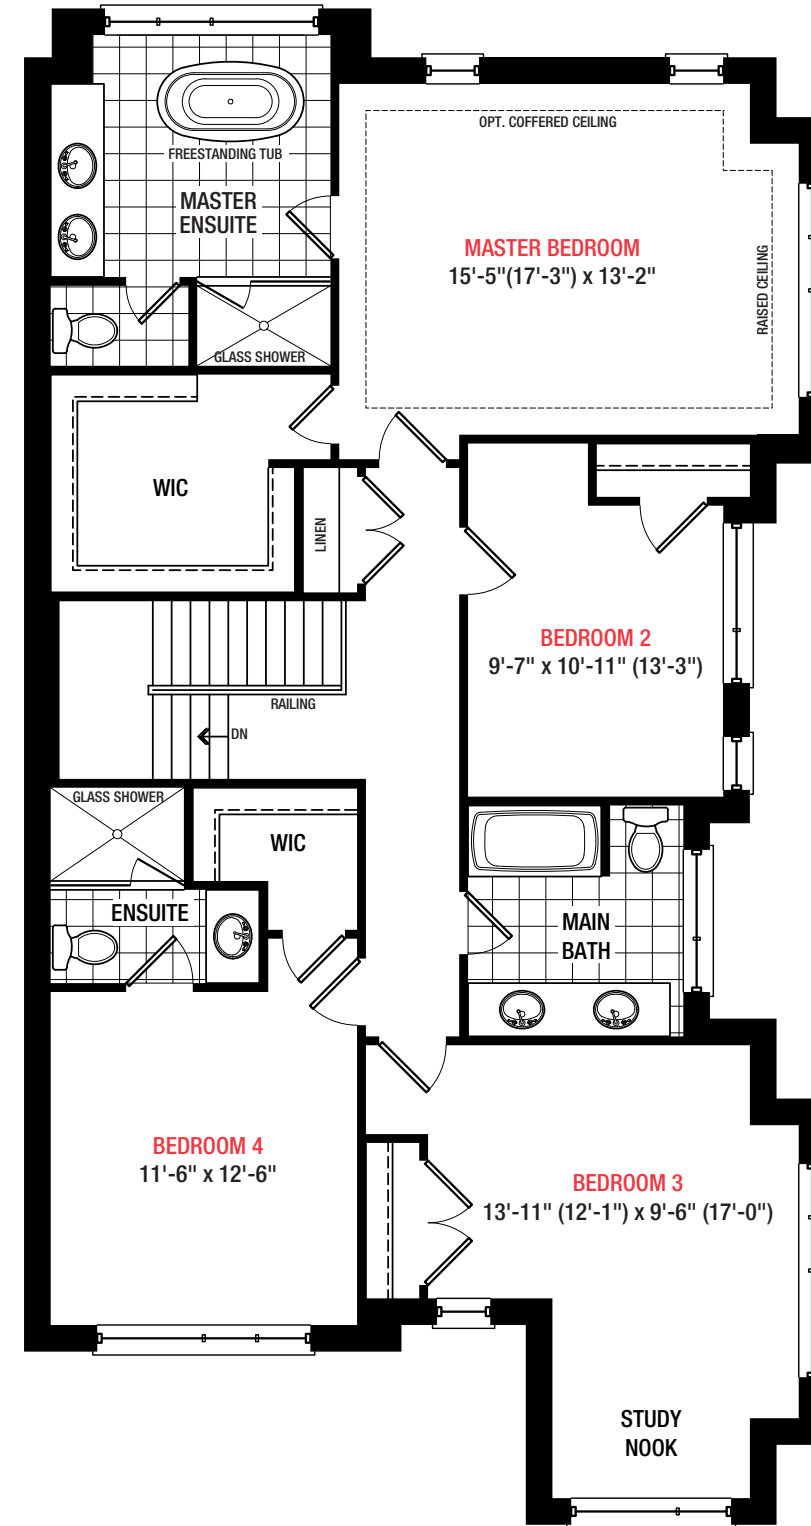 OPT. COFFERED CEILING
FREESTANDING TUB
MASTER
ENSUITE
MASTER BEDROOM
15'-5"(17'-3") x 13'-2"
RAISED CEILING
GLASS SHOWER
WIC
LINEN
BEDROOM 2
9'-7" x 10'-11" (13'-3")
RAILING
DN
GLASS SHOWER
WIC
ENSUITE
MAIN
BATH
BEDROOM 4
11'-6" x 12'-6"
BEDROOM 3
13'-11" (12'-1") x 9'-6" (17'-0")
STUDY
NOOK